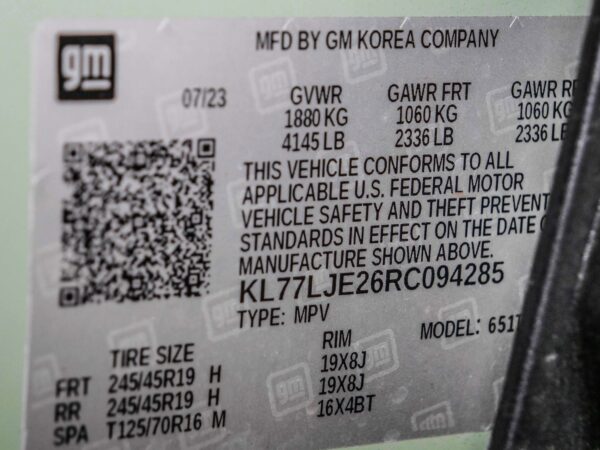 gm
MFD BY GM KOREA COMPANY
07/23 GVWR GAWR FRT GAWR
1880 KG 1060 KG 1060 KG
4145 LB 2336 LB 2336 LB
THIS VEHICLE CONFORMS TO ALL
APPLICABLE U.S. FEDERAL MOTOR
VEHICLE SAFETY AND THEFT PREVENT
STANDARDS IN EFFECT ON THE DATE
MANUFACTURE SHOWN ABOVE.
KL77LJE26RC094285
TYPE: MPV MODEL: 651T
TIRE SIZE RIM
FRT 245/45R19 H 19X8J
RR 245/45R19 H 19X8J
SPA T125/70R16 M 16X4BT